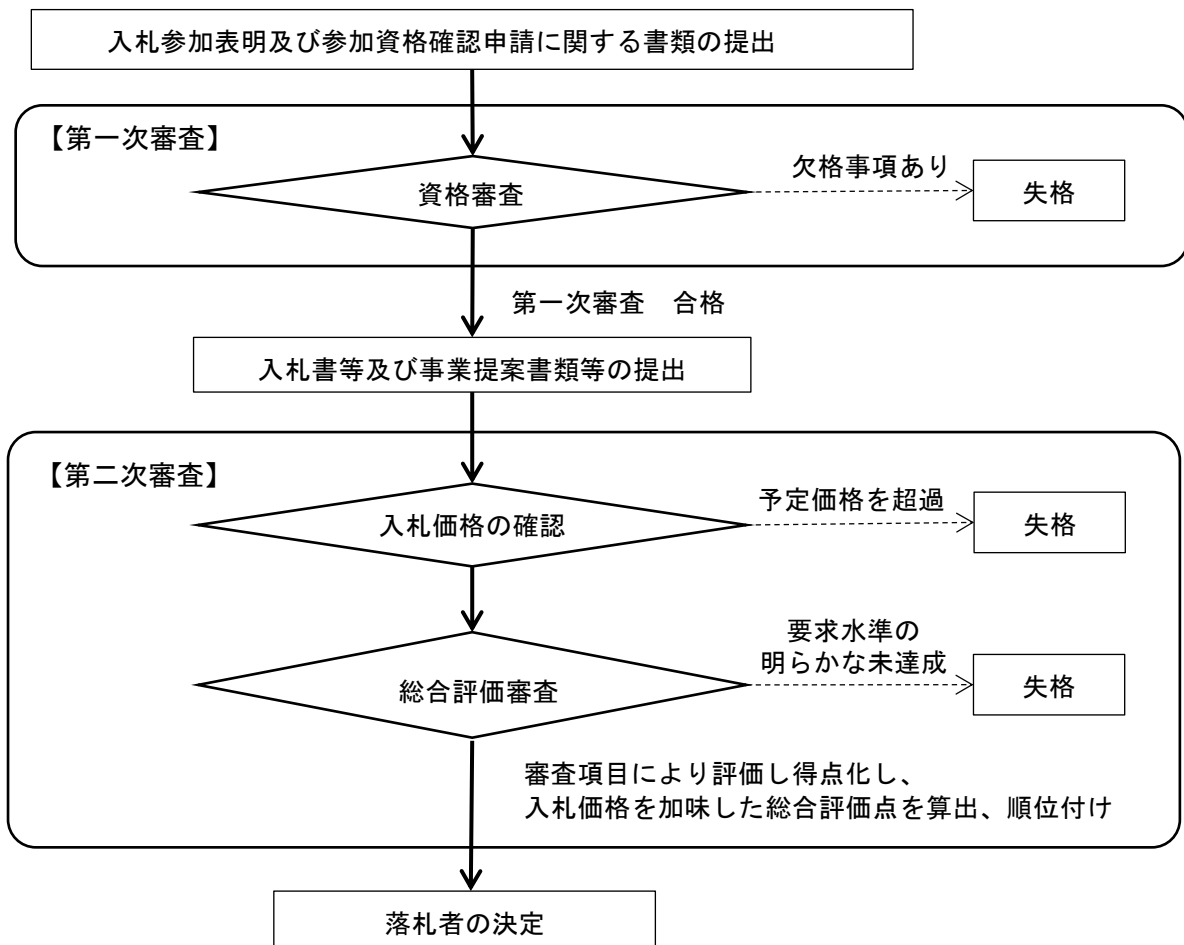 入札参加表明及び参加資格確認申請に関する書類の提出
【第一次審査】
欠格事項あり
資格審査
失格
第一次審査　合格
入札書等及び事業提案書類等の提出
【第二次審査】
予定価格を超過
入札価格の確認
失格
要求水準の
明らかな未達成
総合評価審査
失格
審査項目により評価し得点化し、
入札価格を加味した総合評価点を算出、順位付け
落札者の決定